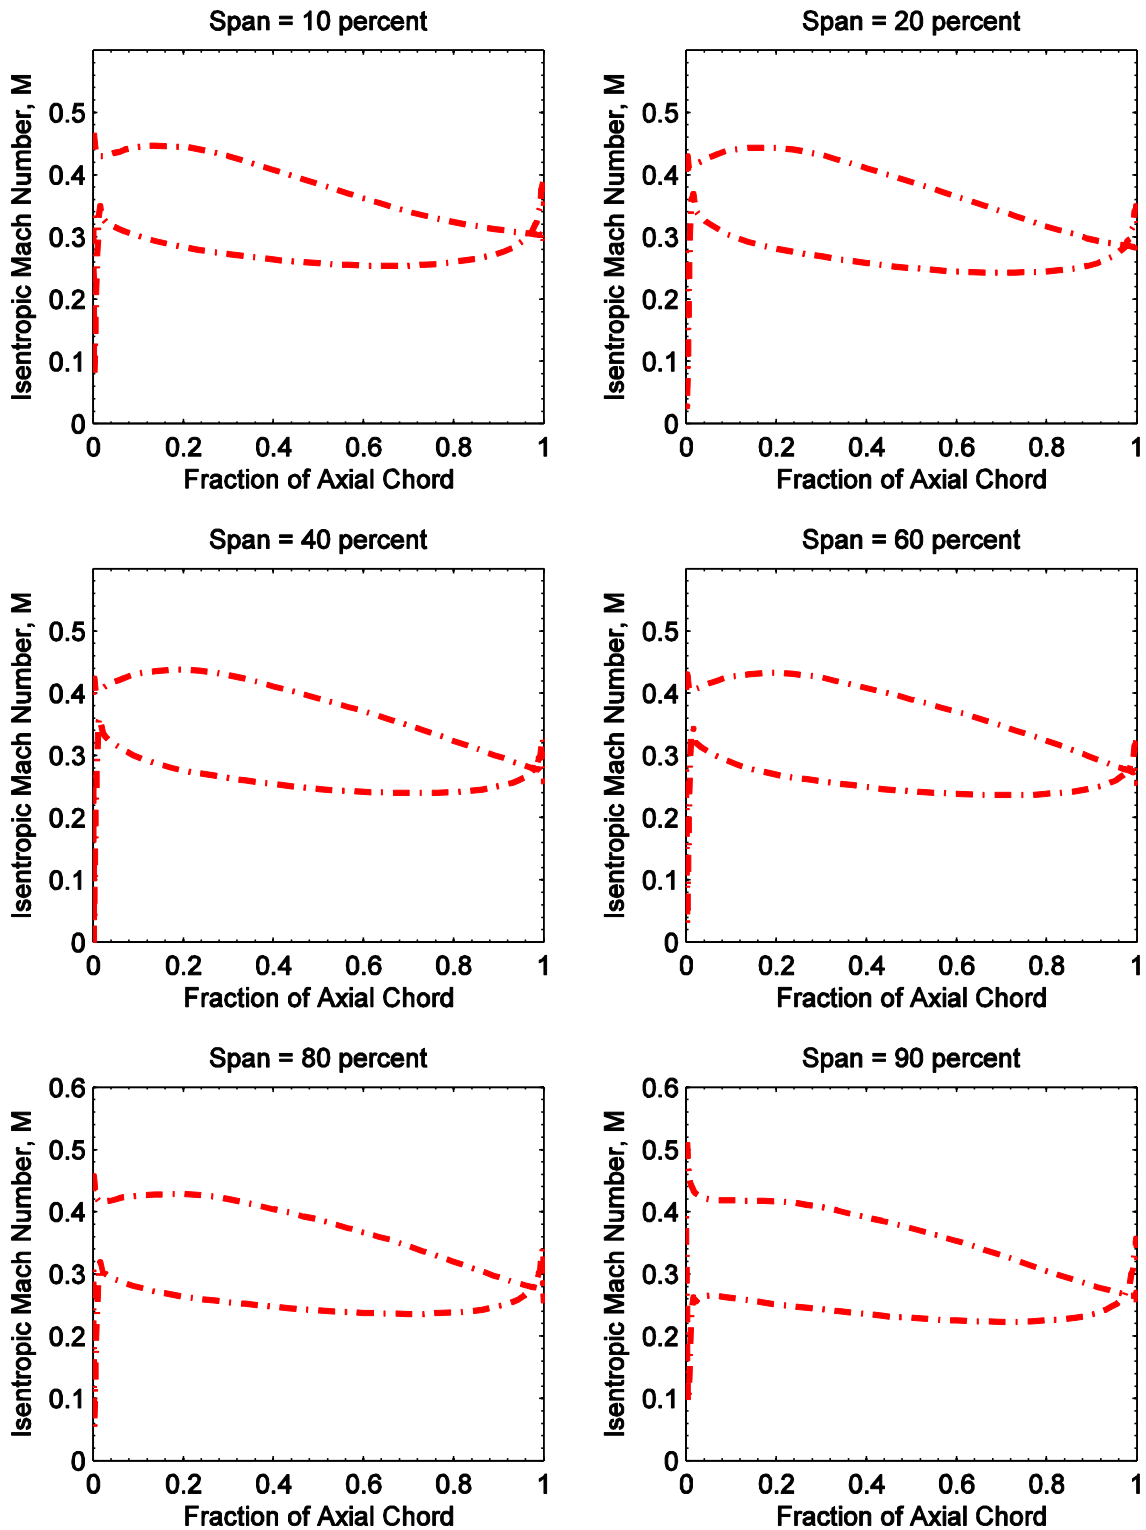 Span = 10 percent
Isentropic Mach Number, M
0.5
0.4
0.3
0.2
0.1
0
0 0.2 0.4 0.6 0.8 1
Fraction of Axial Chord
Span = 20 percent
Isentropic Mach Number, M
0.5
0.4
0.3
0.2
0.1
0
0 0.2 0.4 0.6 0.8 1
Fraction of Axial Chord
Span = 40 percent
Isentropic Mach Number, M
0.5
0.4
0.3
0.2
0.1
0
0 0.2 0.4 0.6 0.8 1
Fraction of Axial Chord
Span = 60 percent
Isentropic Mach Number, M
0.5
0.4
0.3
0.2
0.1
0
0 0.2 0.4 0.6 0.8 1
Fraction of Axial Chord
Span = 80 percent
Isentropic Mach Number, M
0.6
0.5
0.4
0.3
0.2
0.1
0
0 0.2 0.4 0.6 0.8 1
Fraction of Axial Chord
Span = 90 percent
Isentropic Mach Number, M
0.6
0.5
0.4
0.3
0.2
0.1
0
0 0.2 0.4 0.6 0.8 1
Fraction of Axial Chord